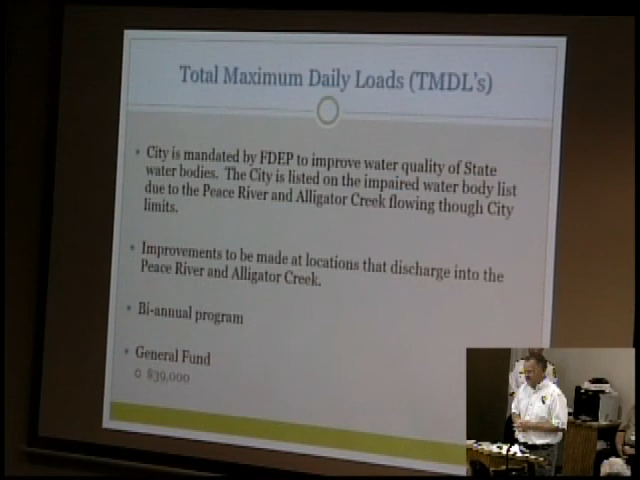 Total Maximum Daily Loads (TMDL's)
• City is mandated by FDEP to improve water quality of State
water bodies. The City is listed on the impaired water body list
due to the Peace River and Alligator Creek flowing though City
limits.
• Improvements to be made at locations that discharge into the
Peace River and Alligator Creek.
• Bi-annual program
• General Fund
o $39,000